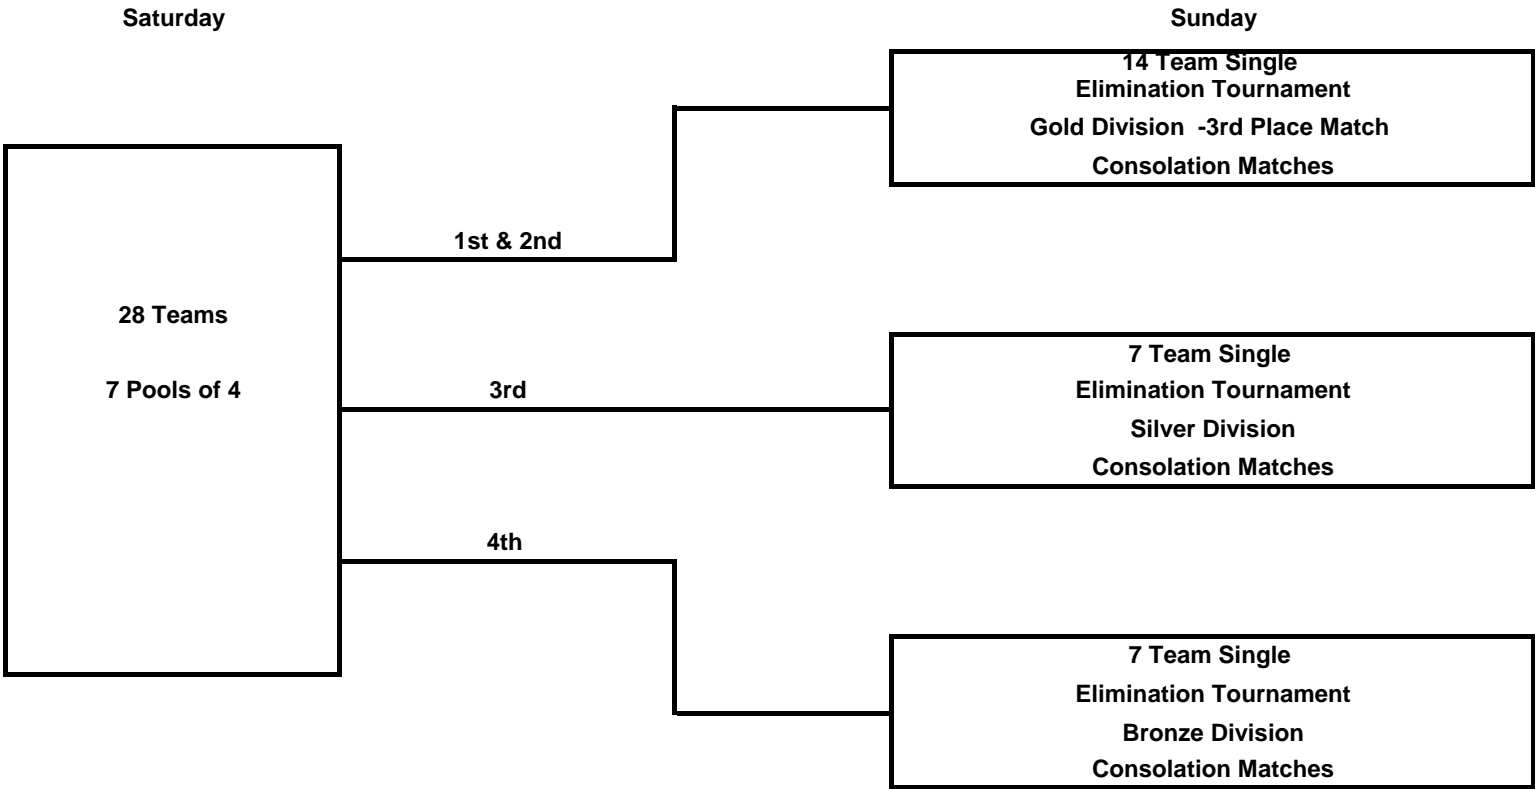 Saturday
Sunday
14 Team Single
Elimination Tournament
Gold Division -3rd Place Match
Consolation Matches
1st & 2nd
28 Teams
7 Pools of 4
3rd
7 Team Single
Elimination Tournament
Silver Division
Consolation Matches
4th
7 Team Single
Elimination Tournament
Bronze Division
Consolation Matches